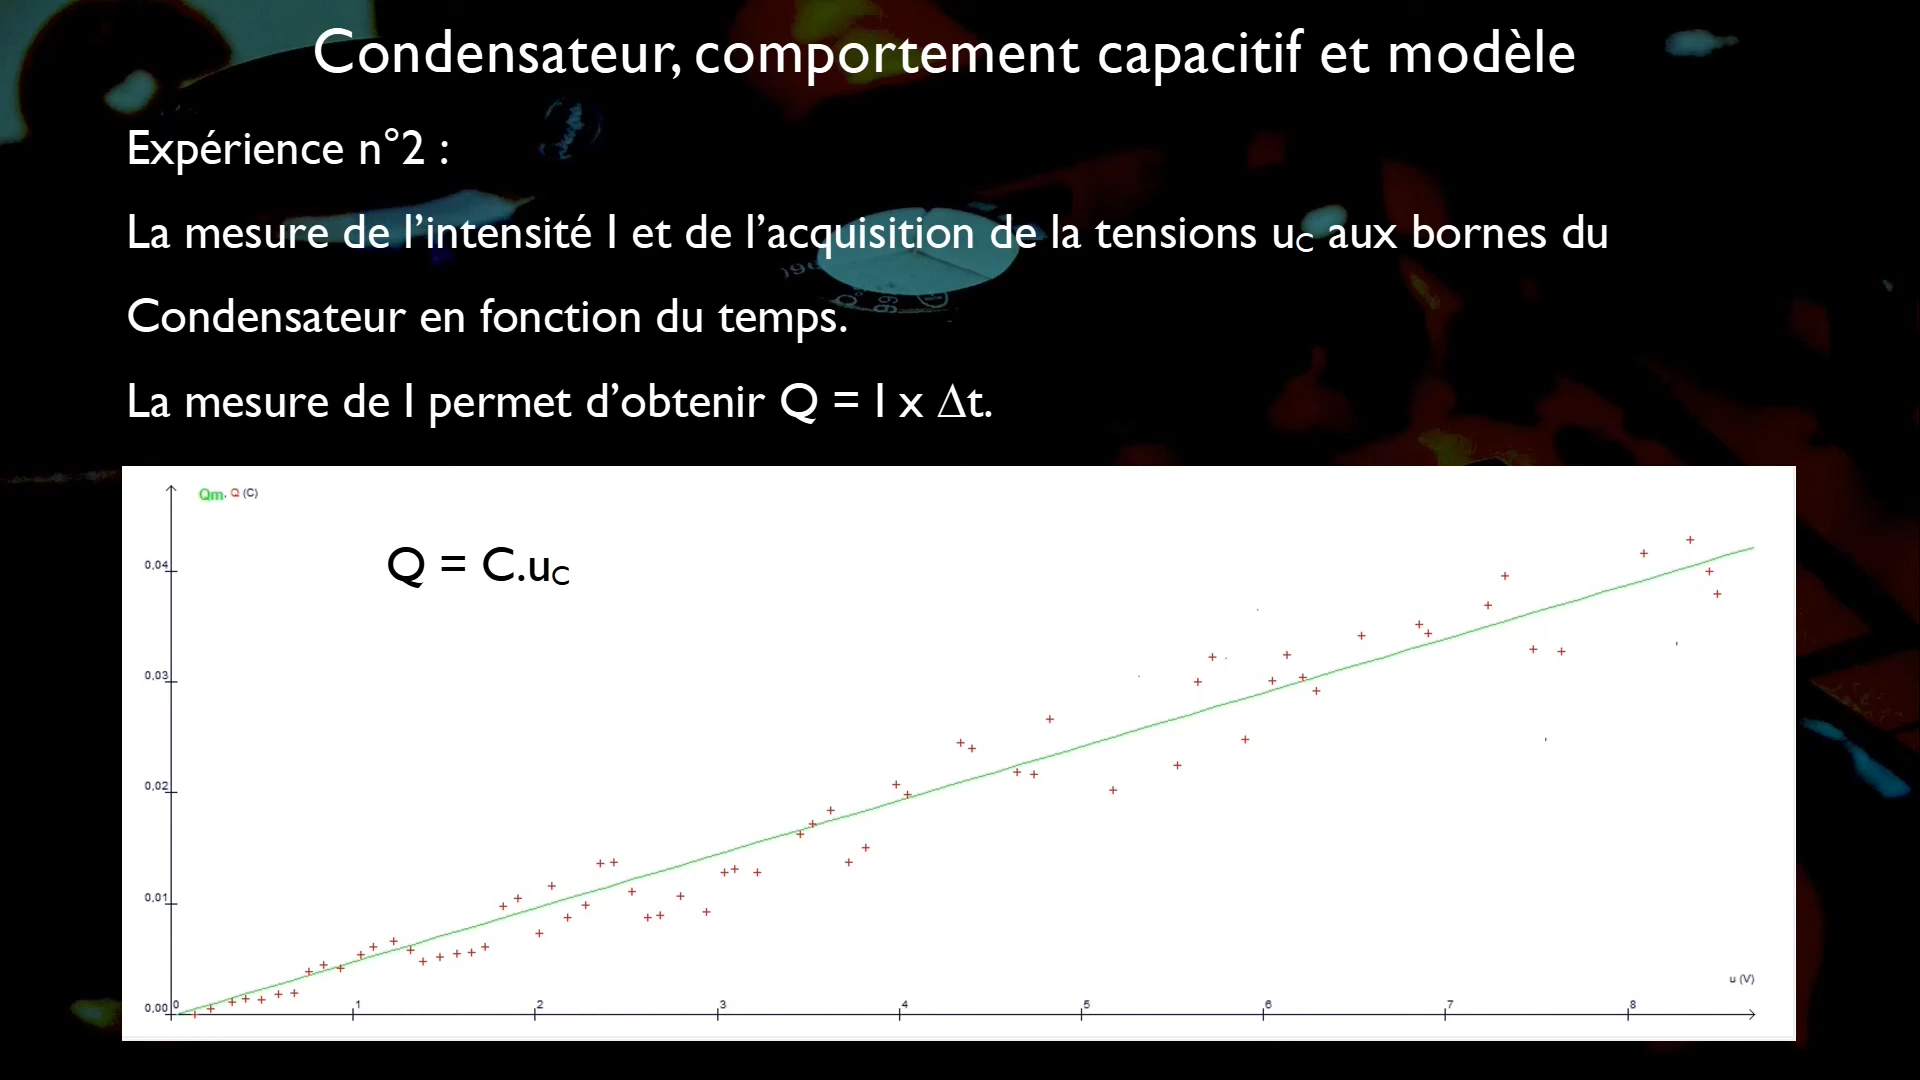 Condensateur, comportement capacitif et modèle
Expérience n°2 :
La mesure de l’intensité I et de l’acquisition de la tensions uC aux bornes du
Condensateur en fonction du temps.
La mesure de I permet d’obtenir Q = I x Δt.
Qm, Q (C)
Q = C.uC
0,04
0,03
0,02
0,01
u (V)
0,00 0 1 2 3 4 5 6 7 8